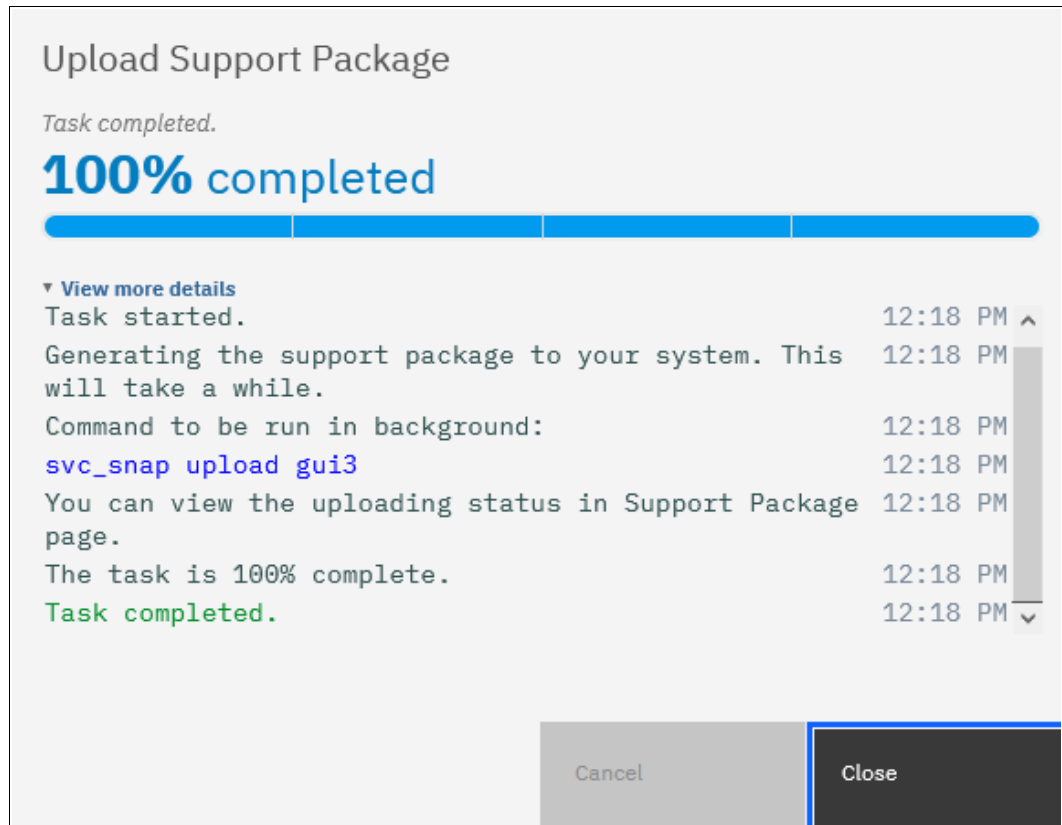 Upload Support Package
Task completed.
100% completed
View more details
Task started. 12:18 PM
Generating the support package to your system. This 12:18 PM
will take a while.
Command to be run in background: 12:18 PM
svc_snap upload gui3 12:18 PM
You can view the uploading status in Support Package 12:18 PM
page.
The task is 100% complete. 12:18 PM
Task completed. 12:18 PM
Cancel Close